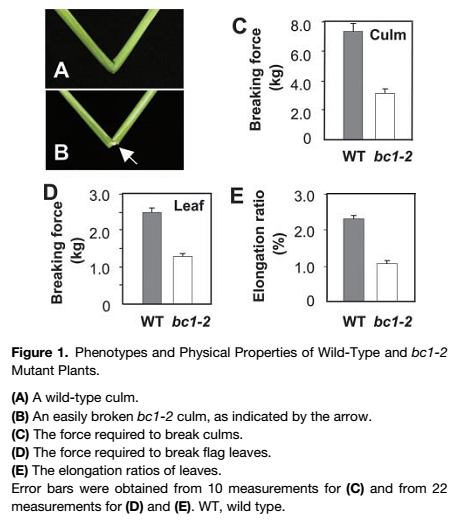 A
B
C
Breaking force
(kg)
8.0
6.0
4.0
2.0
0
Culm
WT bc1-2
D
Breaking force
(kg)
3.0
2.0
1.0
0
Leaf
WT bc1-2
E
Elongation ratio
(%)
3.0
2.0
1.0
0
WT bc1-2
Figure 1. Phenotypes and Physical Properties of Wild-Type and bc1-2
Mutant Plants.
(A) A wild-type culm.
(B) An easily broken bc1-2 culm, as indicated by the arrow.
(C) The force required to break culms.
(D) The force required to break flag leaves.
(E) The elongation ratios of leaves.
Error bars were obtained from 10 measurements for (C) and from 22
measurements for (D) and (E). WT, wild type.